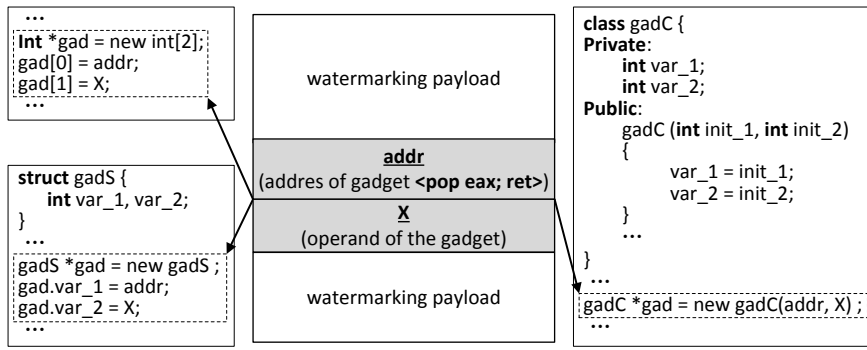 ...
Int *gad = new int[2];
gad[0] = addr;
gad[1] = X;
...
struct gadS {
int var_1, var_2;
}
...
gadS *gad = new gadS ;
gad.var_1 = addr;
gad.var_2 = X;
...
watermarking payload
addr
(addres of gadget <pop eax; ret>)
X
(operand of the gadget)
watermarking payload
class gadC {
Private:
int var_1;
int var_2;
Public:
gadC (int init_1, int init_2)
{
var_1 = init_1;
var_2 = init_2;
}
...
}
...
gadC *gad = new gadC(addr, X) ;
...